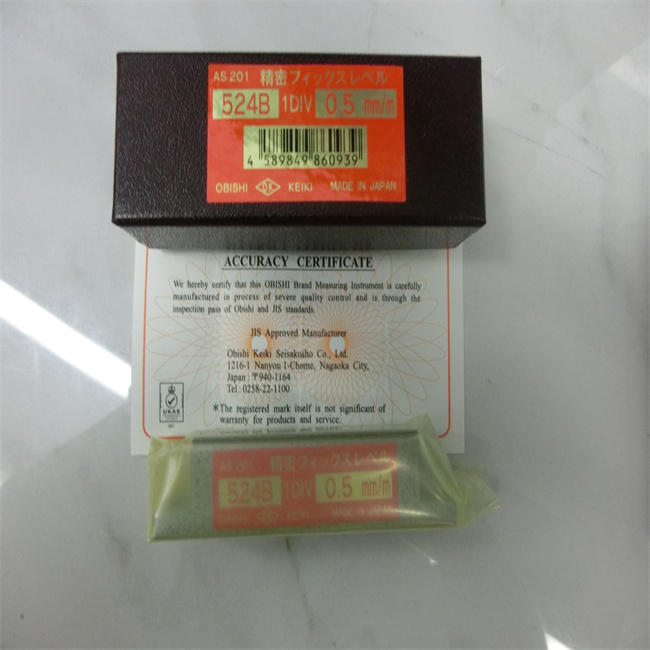 AS 201 精密フィックスレベル
524B 1DIV 0.5 mm/m
4 589849 860939
OBISHI OK KEIKI MADE IN JAPAN
ACCURACY CERTIFICATE
We hereby certify that this OBISHI Brand Measuring Instrument is carefully
manufactured in process of severe quality control and is through the
inspection pass of Obishi and JIS standards.
JIS Approved Manufacturer
Obishi Keiki Seisakusho Co., Ltd.
1216-1 Nanyou 1-Chome, Nagaoka City,
Japan : 〒940-1164
Tel : 0258-22-1100
UKAS
*The registered mark itself is not significant of
warranty for products and service.
AS 201 精密フィックスレベル
524B 1DIV 0.5 mm/m
OBISHI OK KEIKI MADE IN JAPAN